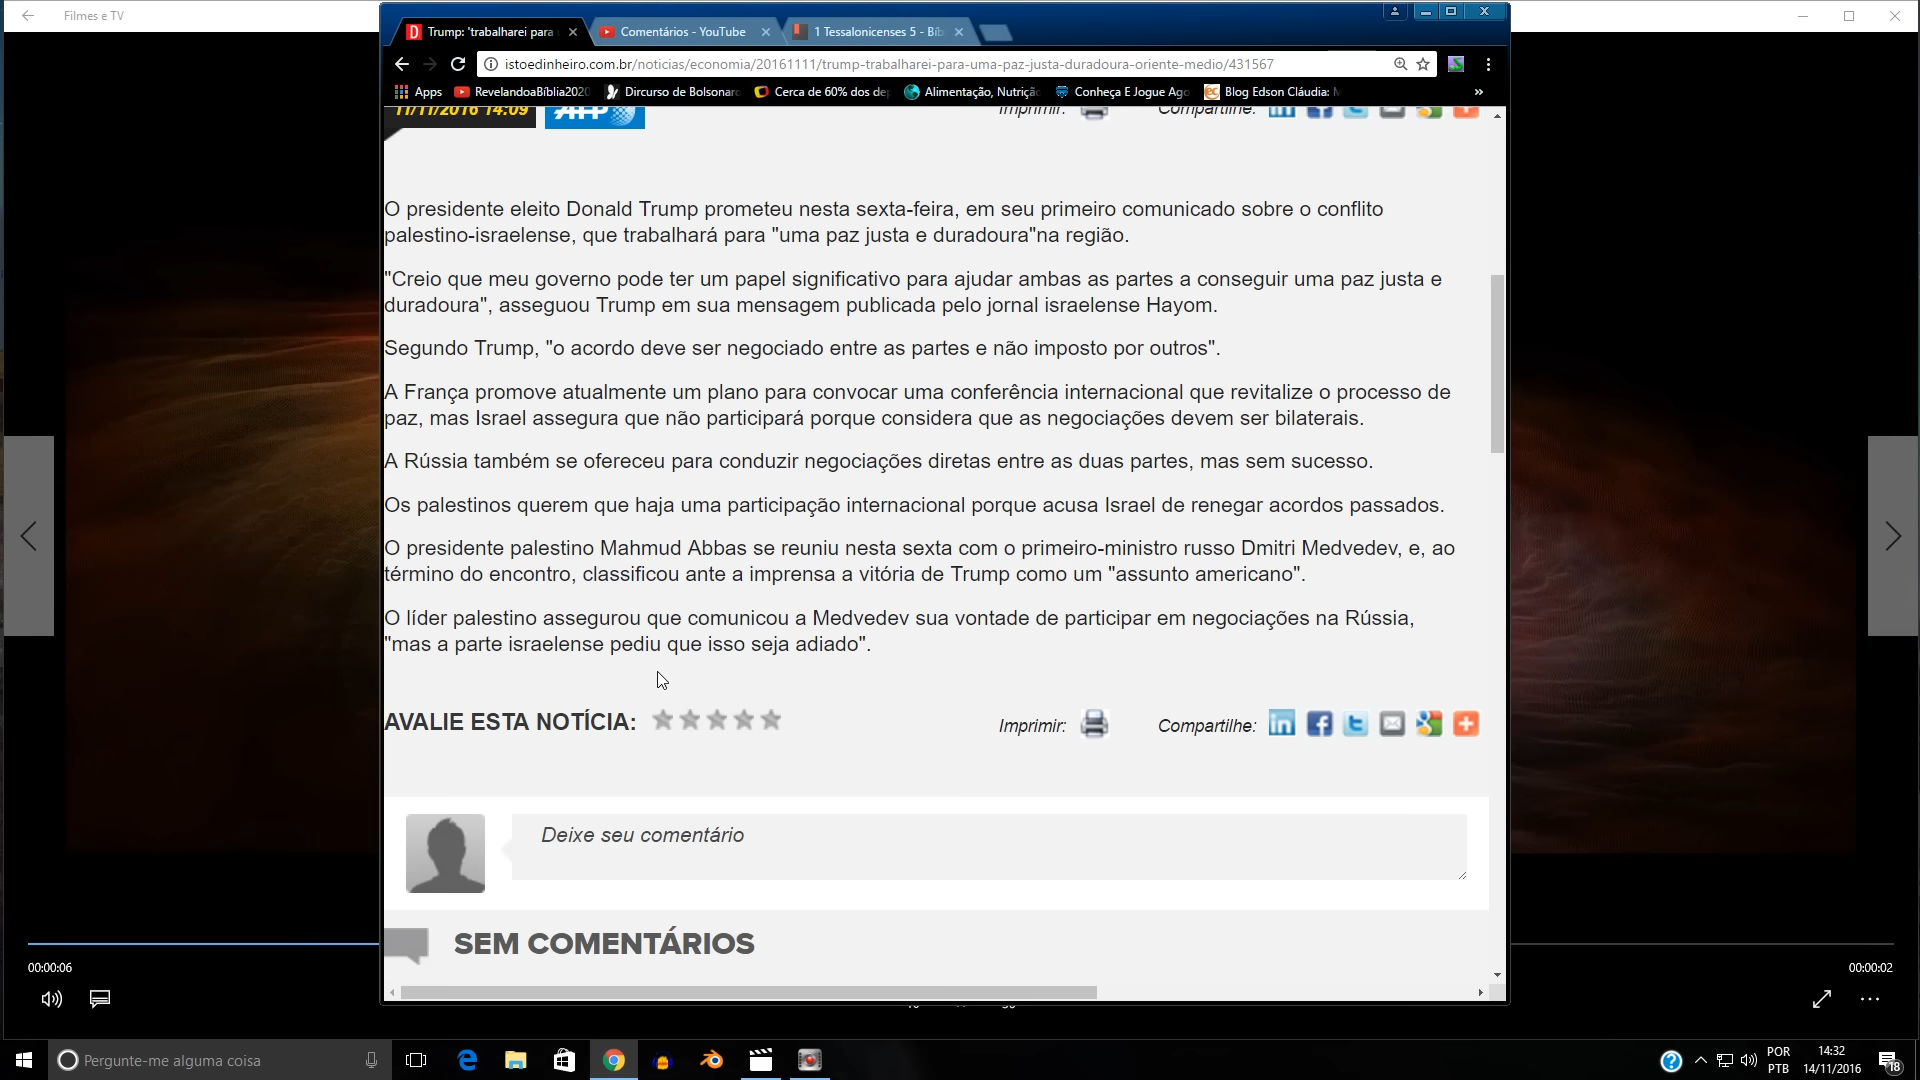 Filmes e TV
Trump: 'trabalharei para
Comentários - YouTube
1 Tessalonicenses 5 - Bíb
istoedinheiro.com.br/noticias/economia/20161111/trump-trabalharei-para-uma-paz-justa-duradoura-oriente-medio/431567
Apps
RevelandoaBíblia2020
Dircurso de Bolsonaro
Cerca de 60% dos de
Alimentação, Nutriçã
Conheça E Jogue Ago
Blog Edson Cláudia:
»
11/11/2016 14:09
AFP
Imprimir:
Compartilhe:
O presidente eleito Donald Trump prometeu nesta sexta-feira, em seu primeiro comunicado sobre o conflito
palestino-israelense, que trabalhará para "uma paz justa e duradoura"na região.
"Creio que meu governo pode ter um papel significativo para ajudar ambas as partes a conseguir uma paz justa e
duradoura", asseguou Trump em sua mensagem publicada pelo jornal israelense Hayom.
Segundo Trump, "o acordo deve ser negociado entre as partes e não imposto por outros".
A França promove atualmente um plano para convocar uma conferência internacional que revitalize o processo de
paz, mas Israel assegura que não participará porque considera que as negociações devem ser bilaterais.
A Rússia também se ofereceu para conduzir negociações diretas entre as duas partes, mas sem sucesso.
Os palestinos querem que haja uma participação internacional porque acusa Israel de renegar acordos passados.
O presidente palestino Mahmud Abbas se reuniu nesta sexta com o primeiro-ministro russo Dmitri Medvedev, e, ao
término do encontro, classificou ante a imprensa a vitória de Trump como um "assunto americano".
O líder palestino assegurou que comunicou a Medvedev sua vontade de participar em negociações na Rússia,
"mas a parte israelense pediu que isso seja adiado".
AVALIE ESTA NOTÍCIA:
Imprimir:
Compartilhe:
Deixe seu comentário
SEM COMENTÁRIOS
00:00:06
00:00:02
Pergunte-me alguma coisa
POR
PTB
14:32
14/11/2016
18